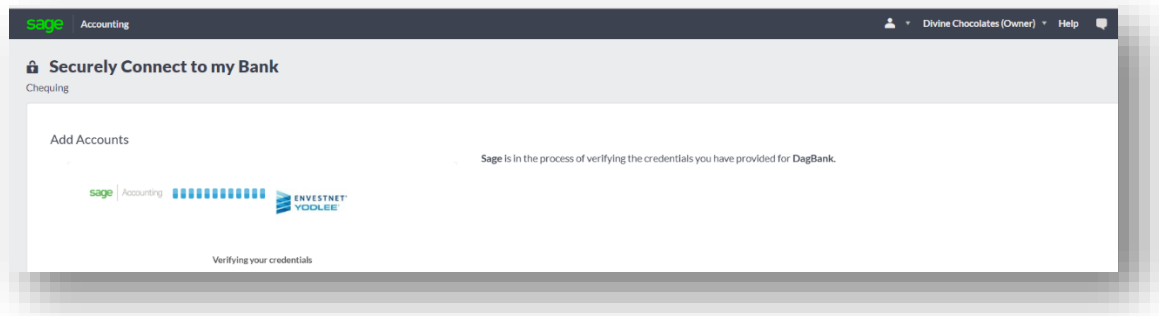 sage Accounting Divine Chocolates (Owner) Help
Securely Connect to my Bank
Chequing
Add Accounts
Sage is in the process of verifying the credentials you have provided for DagBank.
sage Accounting ENVESTNET
YODLEE
Verifying your credentials